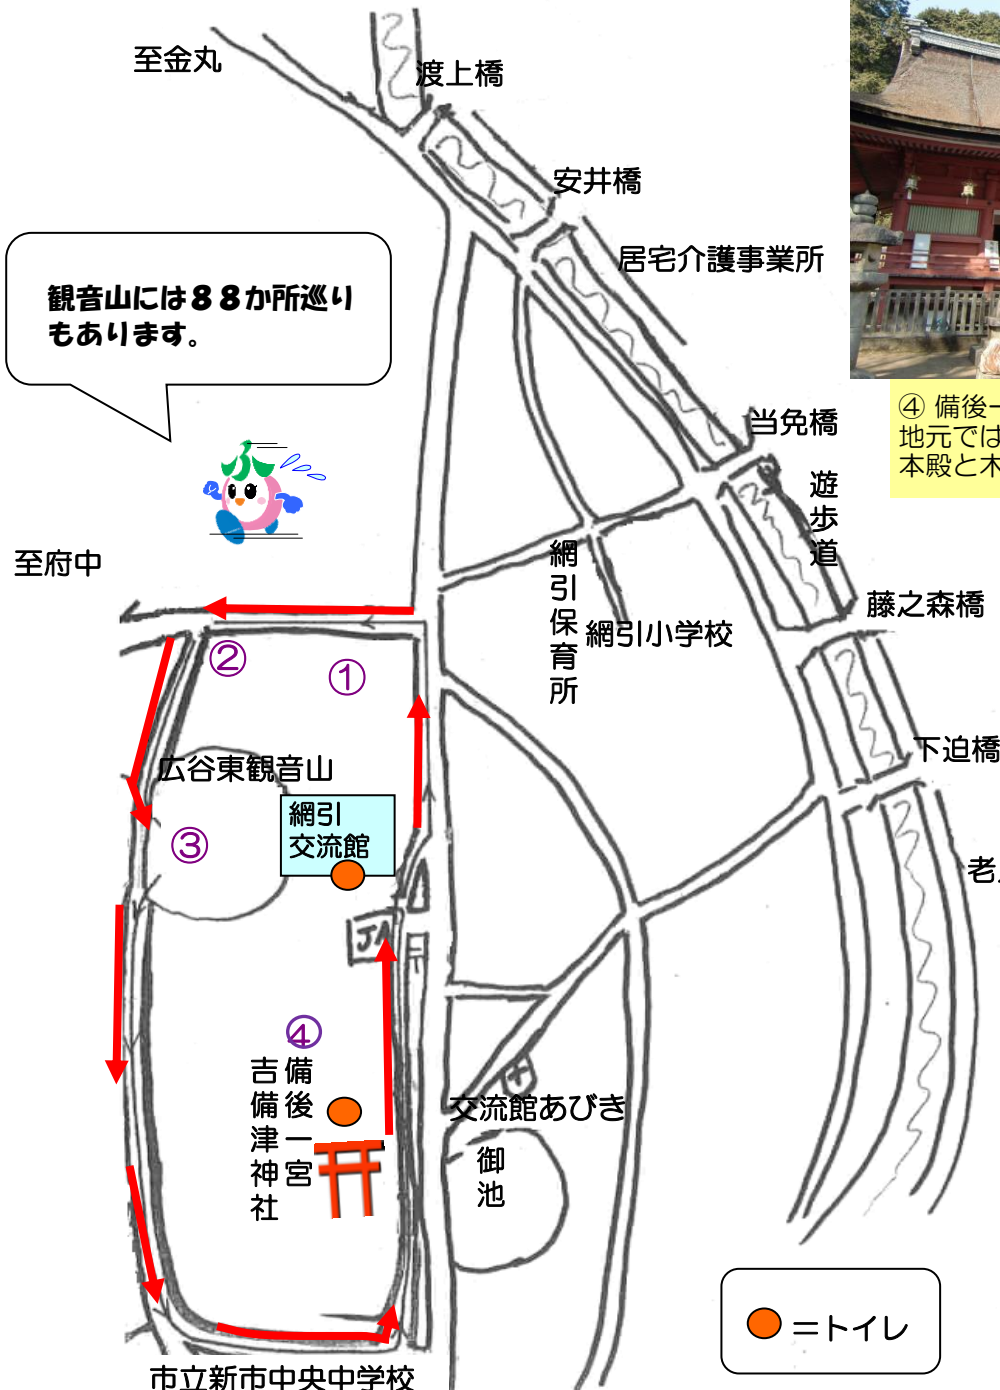 至金丸
渡上橋
安井橋
居宅介護事業所
観音山には８８か所巡り
もあります。
④ 備後一
地元では
本殿と木
当免橋
遊歩道
ふ
至府中
網引保育所
網引小学校
藤之森橋
②
①
下迫橋
広谷東観音山
網引
交流館
③
老
JA
④
備後一宮
吉備津神社
交流館あびき
御池
＝トイレ
市立新市中央中学校